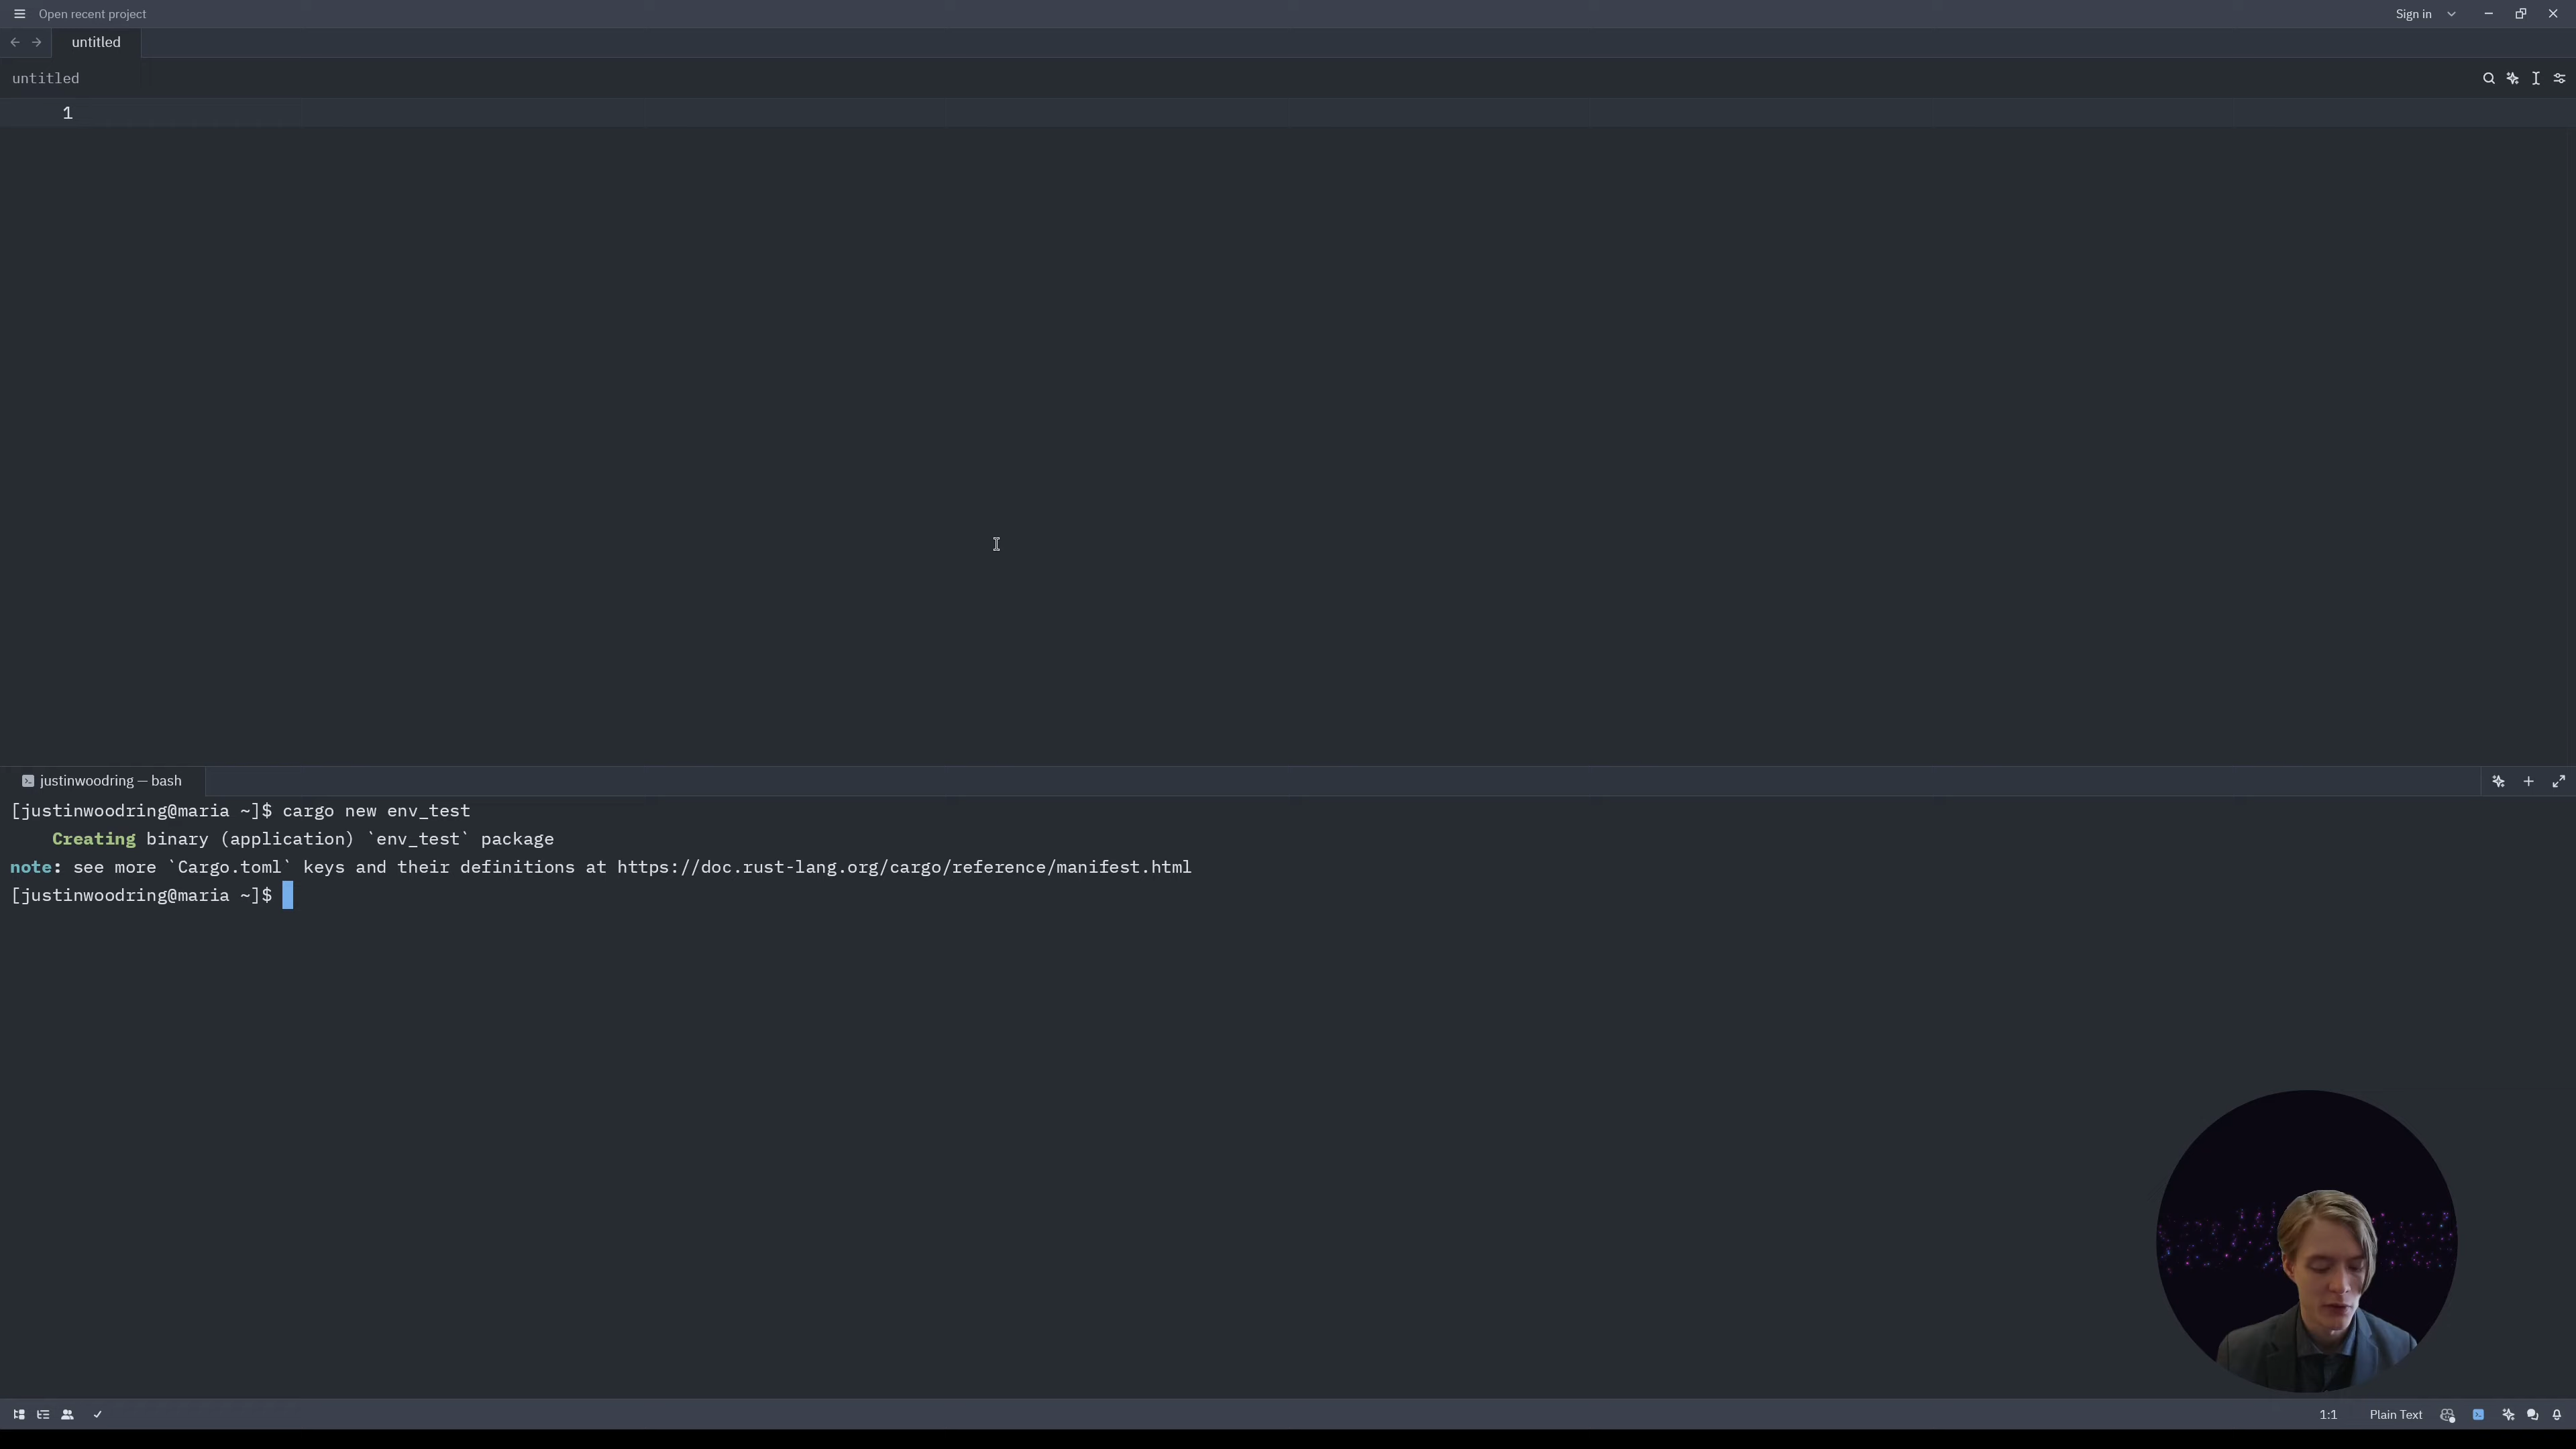 Open recent project
Sign in
untitled
untitled
1
justinwoodring — bash
[justinwoodring@maria ~]$ cargo new env_test
Creating binary (application) `env_test` package
note: see more `Cargo.toml` keys and their definitions at https://doc.rust-lang.org/cargo/reference/manifest.html
[justinwoodring@maria ~]$
1:1
Plain Text